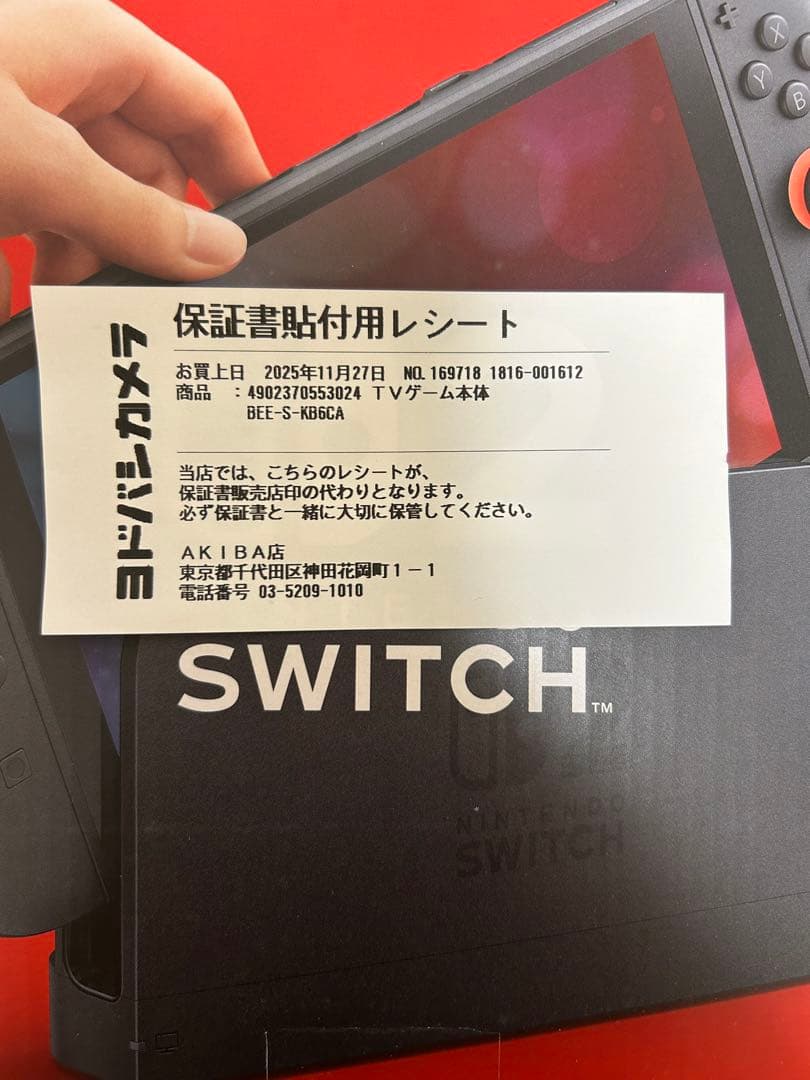 X
Y
B
ヨドバシカメラ
保証書貼付用レシート
お買上日 2025年11月27日 NO.169718 1816-001612
商品 :4902370553024 TVゲーム本体
BEE-S-KB6CA
当店では、こちらのレシートが、
保証書販売店印の代わりとなります。
必ず保証書と一緒に大切に保管してください。
AKIBA店
東京都千代田区神田花岡町1-1
電話番号 03-5209-1010
SWITCH™
NINTENDO
SWITCH